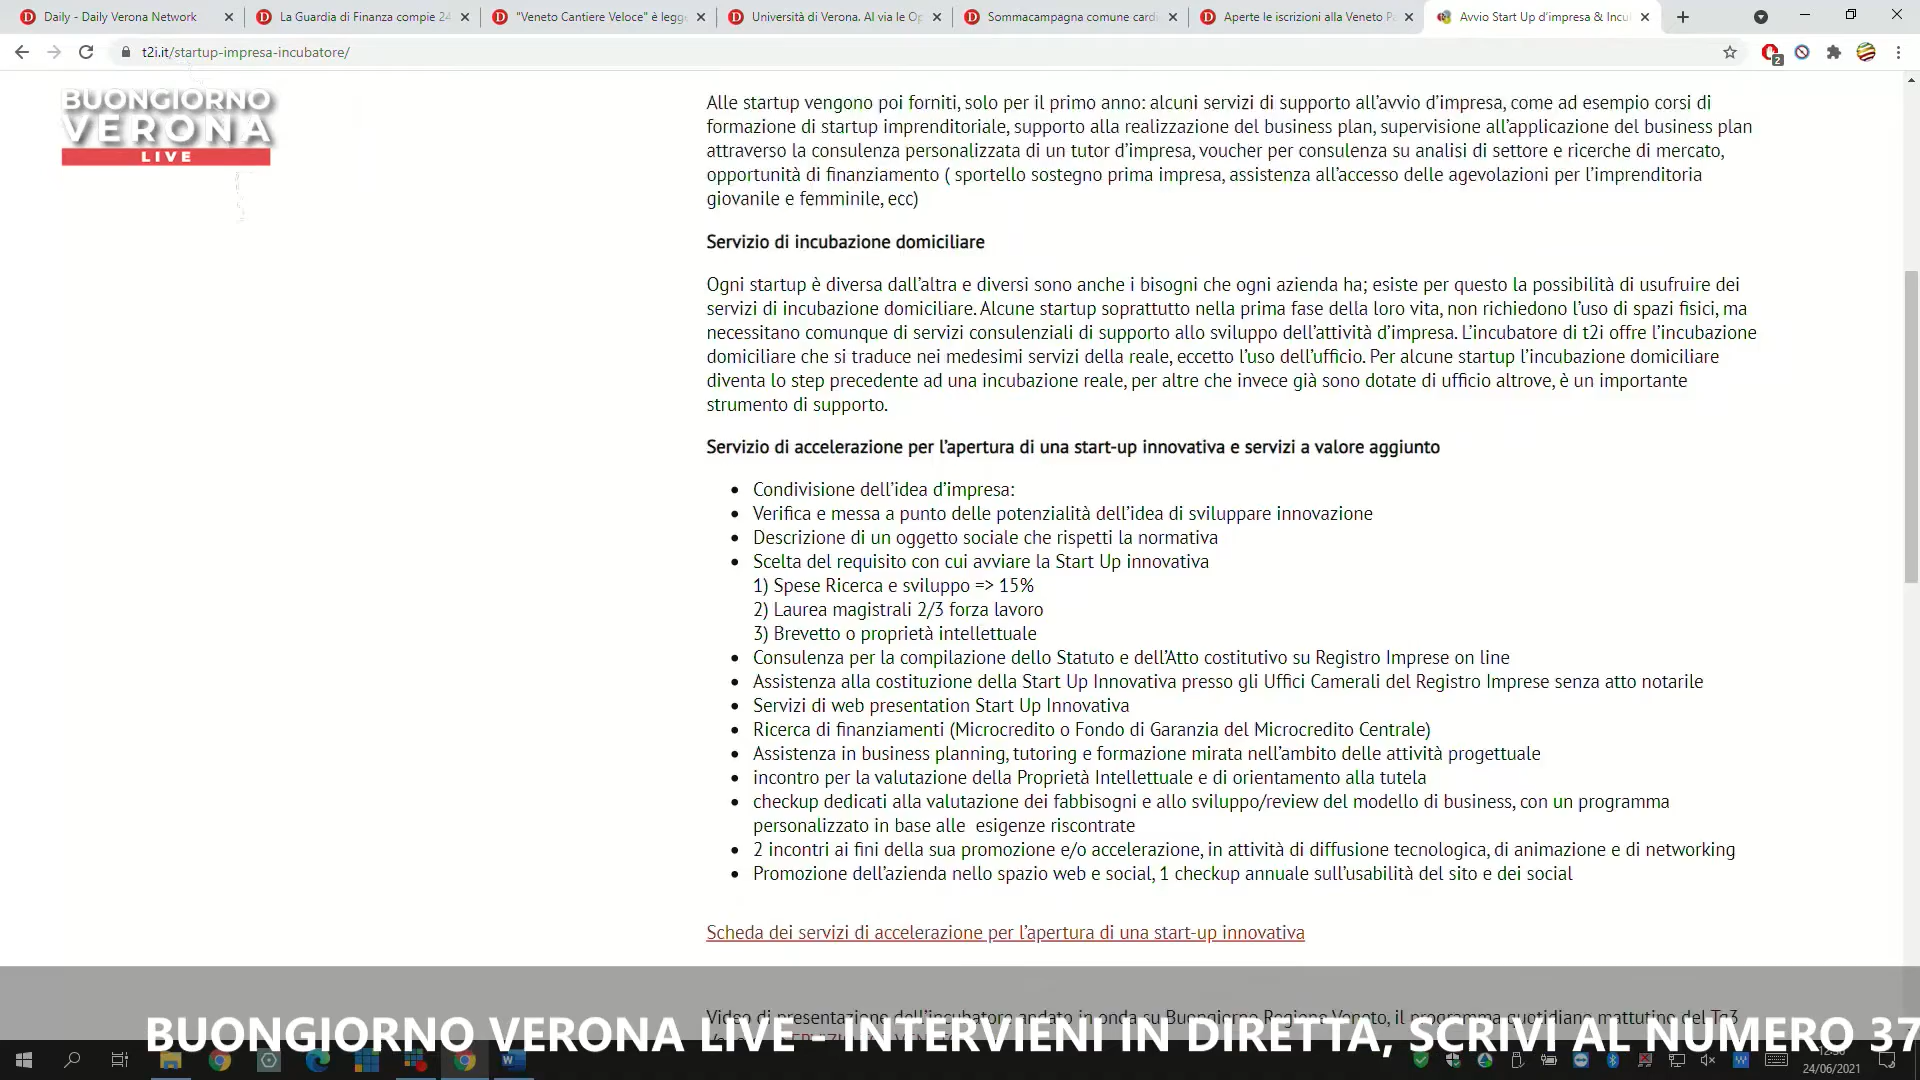 Daily - Daily Verona Network
La Guardia di Finanza compie 24
"Veneto Cantiere Veloce" è legge
Università di Verona. Al via le Op
Sommacampagna comune cardi
Aperte le iscrizioni alla Veneto P
Avvio Start Up d'impresa & Incu
t2i.it/startup-impresa-incubatore/
2
BUONGIORNO
VERONA
LIVE
Alle startup vengono poi forniti, solo per il primo anno: alcuni servizi di supporto all'avvio d'impresa, come ad esempio corsi di
formazione di startup imprenditoriale, supporto alla realizzazione del business plan, supervisione all'applicazione del business plan
attraverso la consulenza personalizzata di un tutor d'impresa, voucher per consulenza su analisi di settore e ricerche di mercato,
opportunità di finanziamento ( sportello sostegno prima impresa, assistenza all'accesso delle agevolazioni per l'imprenditoria
giovanile e femminile, ecc)
Servizio di incubazione domiciliare
Ogni startup è diversa dall'altra e diversi sono anche i bisogni che ogni azienda ha; esiste per questo la possibilità di usufruire dei
servizi di incubazione domiciliare. Alcune startup soprattutto nella prima fase della loro vita, non richiedono l'uso di spazi fisici, ma
necessitano comunque di servizi consulenziali di supporto allo sviluppo dell'attività d'impresa. L'incubatore di t2i offre l'incubazione
domiciliare che si traduce nei medesimi servizi della reale, eccetto l'uso dell'ufficio. Per alcune startup l'incubazione domiciliare
diventa lo step precedente ad una incubazione reale, per altre che invece già sono dotate di ufficio altrove, è un importante
strumento di supporto.
Servizio di accelerazione per l'apertura di una start-up innovativa e servizi a valore aggiunto
• Condivisione dell'idea d'impresa:
• Verifica e messa a punto delle potenzialità dell'idea di sviluppare innovazione
• Descrizione di un oggetto sociale che rispetti la normativa
• Scelta del requisito con cui avviare la Start Up innovativa
1) Spese Ricerca e sviluppo => 15%
2) Laurea magistrali 2/3 forza lavoro
3) Brevetto o proprietà intellettuale
• Consulenza per la compilazione dello Statuto e dell'Atto costitutivo su Registro Imprese on line
• Assistenza alla costituzione della Start Up Innovativa presso gli Uffici Camerali del Registro Imprese senza atto notarile
• Servizi di web presentation Start Up Innovativa
• Ricerca di finanziamenti (Microcredito o Fondo di Garanzia del Microcredito Centrale)
• Assistenza in business planning, tutoring e formazione mirata nell'ambito delle attività progettuale
• incontro per la valutazione della Proprietà Intellettuale e di orientamento alla tutela
• checkup dedicati alla valutazione dei fabbisogni e allo sviluppo/review del modello di business, con un programma
personalizzato in base alle  esigenze riscontrate
• 2 incontri ai fini della sua promozione e/o accelerazione, in attività di diffusione tecnologica, di animazione e di networking
• Promozione dell'azienda nello spazio web e social, 1 checkup annuale sull'usabilità del sito e dei social
Scheda dei servizi di accelerazione per l'apertura di una start-up innovativa
Video di presentazione dell'incubatore andato in onda su Buongiorno Regione Veneto, il programma quotidiano mattutino del Tg3
BUONGIORNO VERONA LIVE - INTERVIENI IN DIRETTA, SCRIVI AL NUMERO 37
24/06/2021